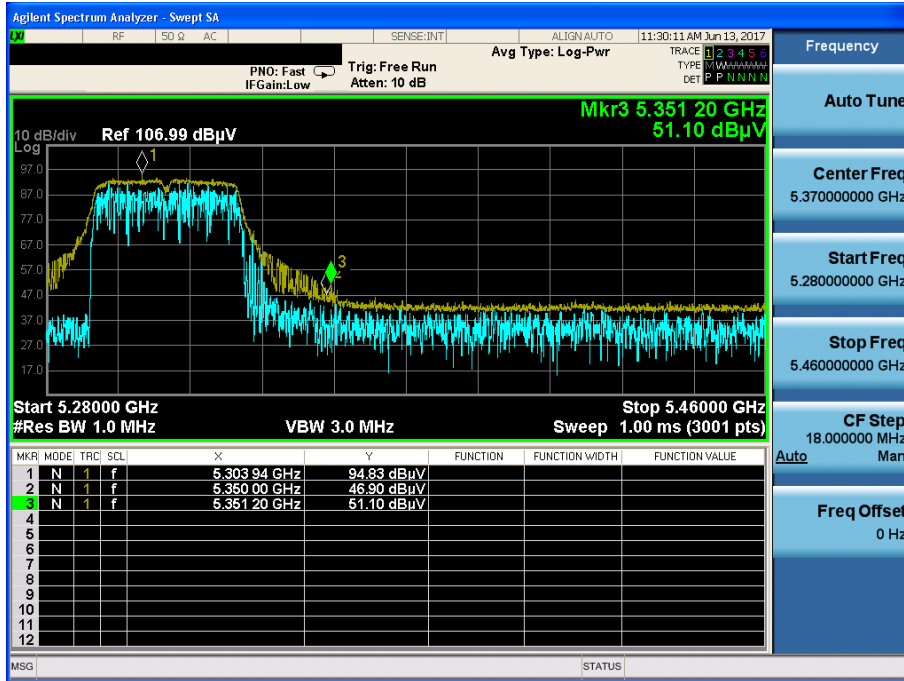 Agilent Spectrum Analyzer - Swept SA
LXI RF 50 Ω AC SENSE:INT ALIGN AUTO 11:30:11 AM Jun 13, 2017
Avg Type: Log-Pwr
TRACE 1 2 3 4 5 6
TYPE M W W W W W
DET P P N N N N
PNO: Fast Trig: Free Run
IFGain:Low Atten: 10 dB
Mkr3 5.351 20 GHz
51.10 dBµV
10 dB/div Ref 106.99 dBµV
Log
97.0
87.0
77.0
67.0
57.0
47.0
37.0
27.0
17.0
1
3
2
Start 5.28000 GHz Stop 5.46000 GHz
#Res BW 1.0 MHz VBW 3.0 MHz Sweep 1.00 ms (3001 pts)
MKR MODE TRC SCL X Y FUNCTION FUNCTION WIDTH FUNCTION VALUE
1 N 1 f 5.303 94 GHz 94.83 dBµV
2 N 1 f 5.350 00 GHz 46.90 dBµV
3 N 1 f 5.351 20 GHz 51.10 dBµV
4
5
6
7
8
9
10
11
12
MSG STATUS
Frequency
Auto Tune
Center Freq
5.370000000 GHz
Start Freq
5.280000000 GHz
Stop Freq
5.460000000 GHz
CF Step
18.000000 MHz
Auto Man
Freq Offset
0 Hz